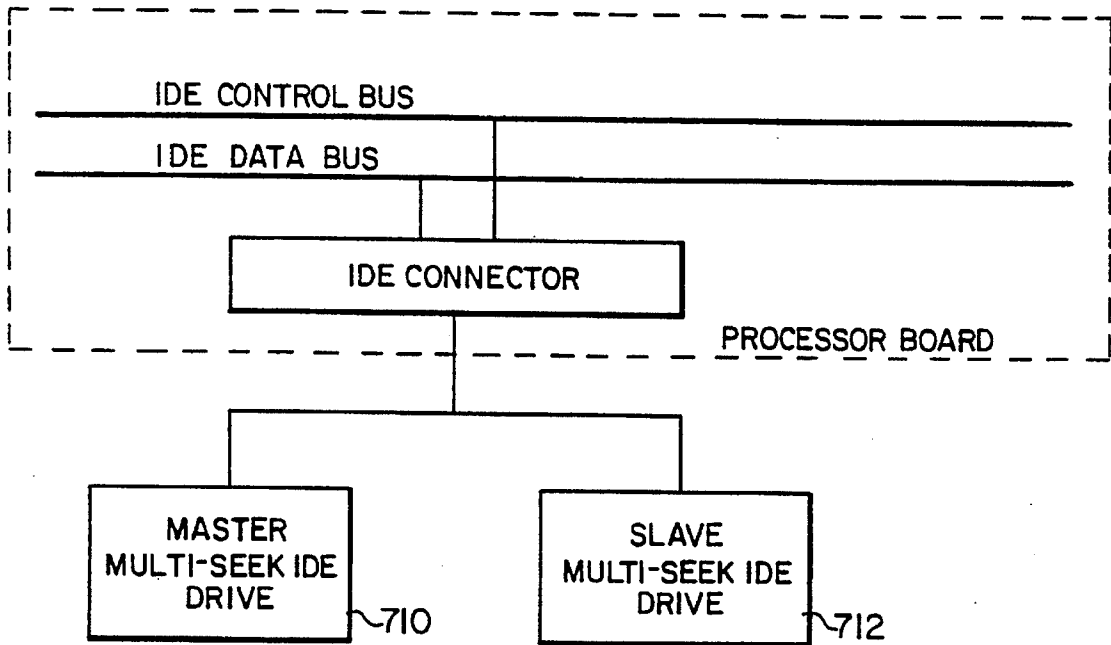 IDE CONTROL BUS
IDE DATA BUS
IDE CONNECTOR
PROCESSOR BOARD
MASTER
MULTI-SEEK IDE
DRIVE
710
SLAVE
MULTI-SEEK IDE
DRIVE
712